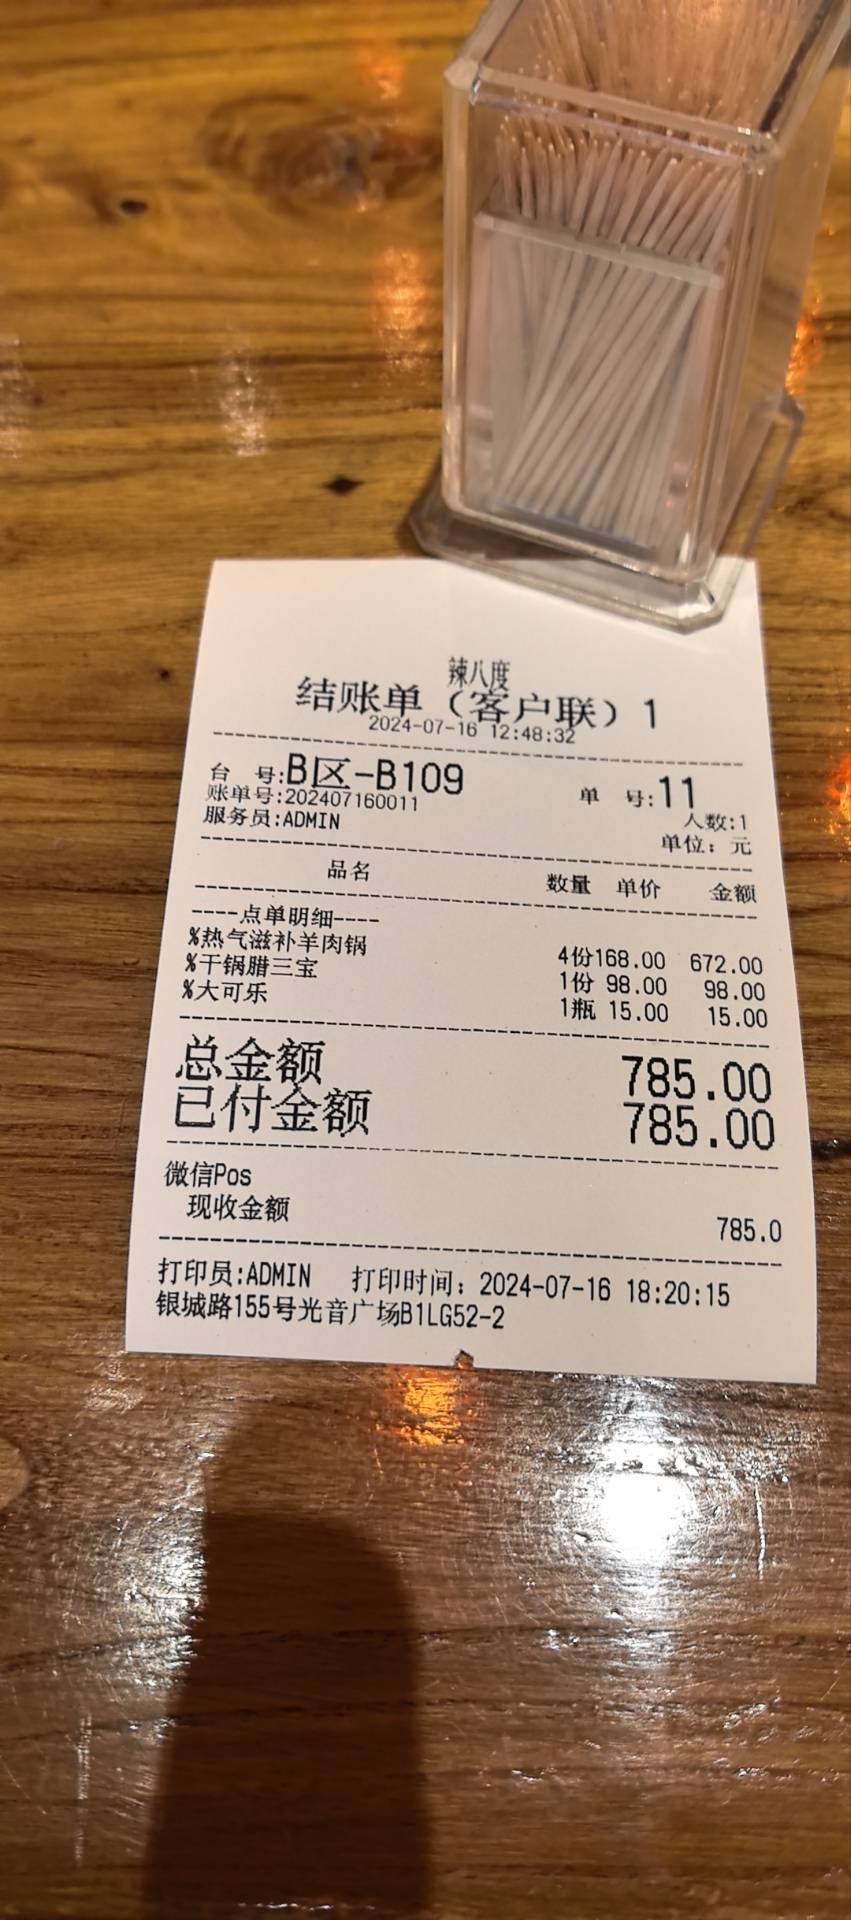 辣八度
结账单（客户联）1
2024-07-16 12:48:32
台 号:B区-B109 单 号:11
账单号:202407160011 人数:1
服务员:ADMIN 单位：元
品名 数量 单价 金额
----点单明细----
%热气滋补羊肉锅 4份 168.00 672.00
%干锅腊三宝 1份 98.00 98.00
%大可乐 1瓶 15.00 15.00
总金额 785.00
已付金额 785.00
微信Pos
现收金额 785.0
打印员:ADMIN 打印时间：2024-07-16 18:20:15
银城路155号光音广场B1LG52-2